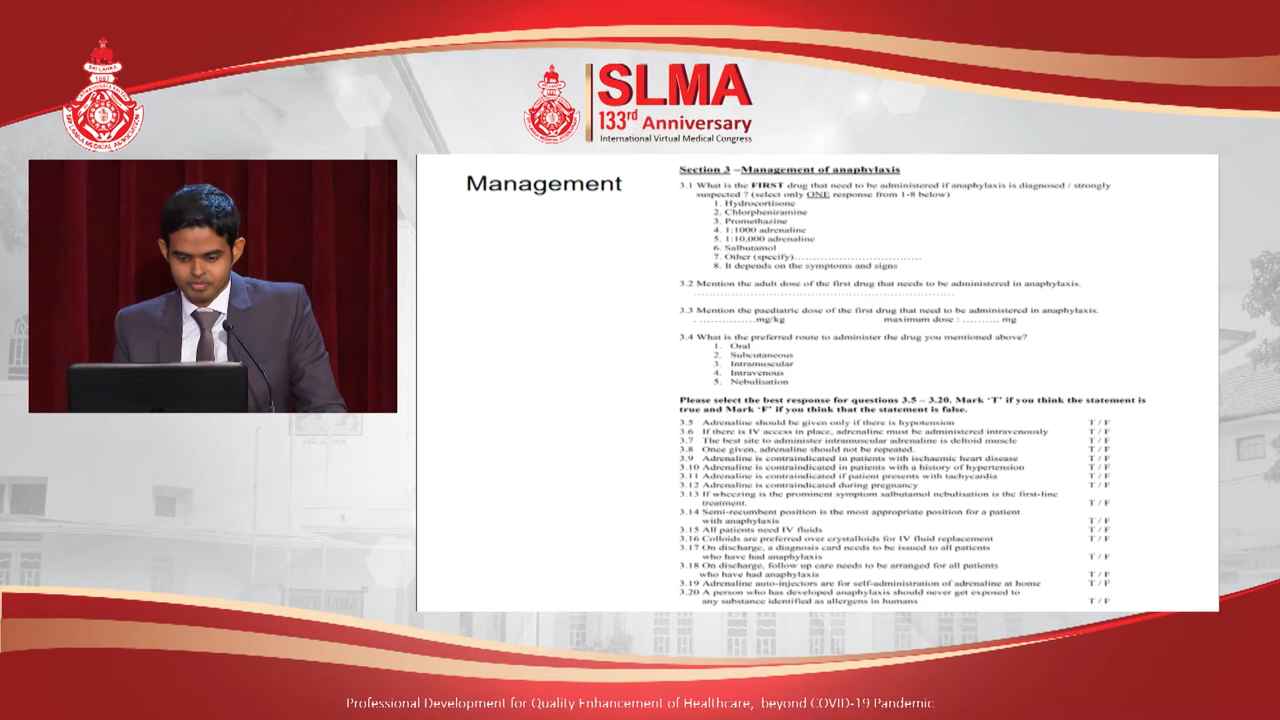 SRI LANKA
1887
SRI LANKA MEDICAL ASSOCIATION
SLMA
133rd Anniversary
International Virtual Medical Congress
Management
Section 3 –Management of anaphylaxis
3.1 What is the FIRST drug that need to be administered if anaphylaxis is diagnosed / strongly
suspected ? (select only ONE response from 1-8 below)
1. Hydrocortisone
2. Chlorpheniramine
3. Promethazine
4. 1:1000 adrenaline
5. 1:10,000 adrenaline
6. Salbutamol
7. Other (specify)................................
8. It depends on the symptoms and signs
3.2 Mention the adult dose of the first drug that needs to be administered in anaphylaxis.
.................................................................
3.3 Mention the paediatric dose of the first drug that need to be administered in anaphylaxis.
. ...............mg/kg maximum dose : .......... mg
3.4 What is the preferred route to administer the drug you mentioned above?
1. Oral
2. Subcutaneous
3. Intramuscular
4. Intravenous
5. Nebulisation
Please select the best response for questions 3.5 – 3.20. Mark 'T' if you think the statement is
true and Mark 'F' if you think that the statement is false.
3.5 Adrenaline should be given only if there is hypotension T / F
3.6 If there is IV access in place, adrenaline must be administered intravenously T / F
3.7 The best site to administer intramuscular adrenaline is deltoid muscle T / F
3.8 Once given, adrenaline should not be repeated. T / F
3.9 Adrenaline is contraindicated in patients with ischaemic heart disease T / F
3.10 Adrenaline is contraindicated in patients with a history of hypertension T / F
3.11 Adrenaline is contraindicated if patient presents with tachycardia T / F
3.12 Adrenaline is contraindicated during pregnancy T / F
3.13 If wheezing is the prominent symptom salbutamol nebulisation is the first-line
treatment. T / F
3.14 Semi-recumbent position is the most appropriate position for a patient
with anaphylaxis T / F
3.15 All patients need IV fluids T / F
3.16 Colloids are preferred over crystalloids for IV fluid replacement T / F
3.17 On discharge, a diagnosis card needs to be issued to all patients
who have had anaphylaxis T / F
3.18 On discharge, follow up care needs to be arranged for all patients
who have had anaphylaxis T / F
3.19 Adrenaline auto-injectors are for self-administration of adrenaline at home T / F
3.20 A person who has developed anaphylaxis should never get exposed to
any substance identified as allergens in humans T / F
Professional Development for Quality Enhancement of Healthcare, beyond COVID-19 Pandemic